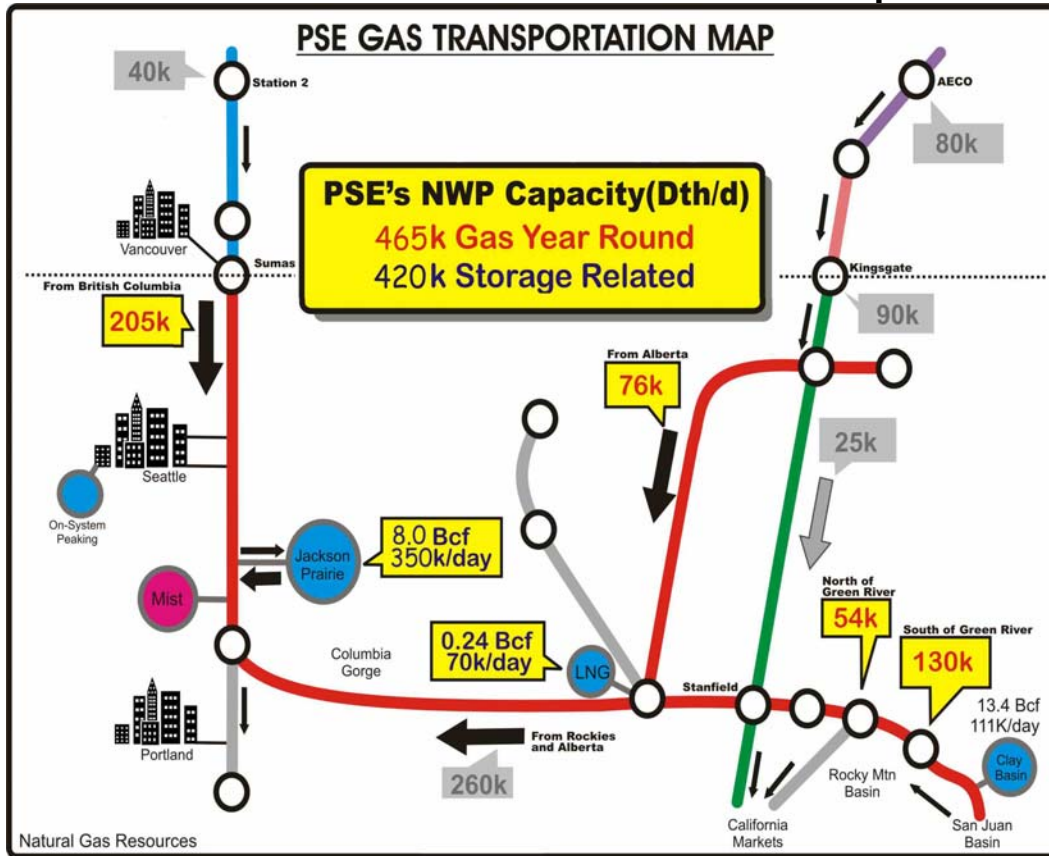 PSE GAS TRANSPORTATION MAP
40k
Station 2
AECO
80k
PSE's NWP Capacity(Dth/d)
465k Gas Year Round
420k Storage Related
Vancouver
Sumas
Kingsgate
From British Columbia
205k
90k
From Alberta
76k
25k
Seattle
On-System
Peaking
8.0 Bcf
350k/day
Jackson
Prairie
Mist
North of
Green River
54k
South of Green River
130k
0.24 Bcf
70k/day
LNG
Columbia
Gorge
Stanfield
13.4 Bcf
111K/day
Clay
Basin
Portland
From Rockies
and Alberta
260k
Rocky Mtn
Basin
California
Markets
San Juan
Basin
Natural Gas Resources